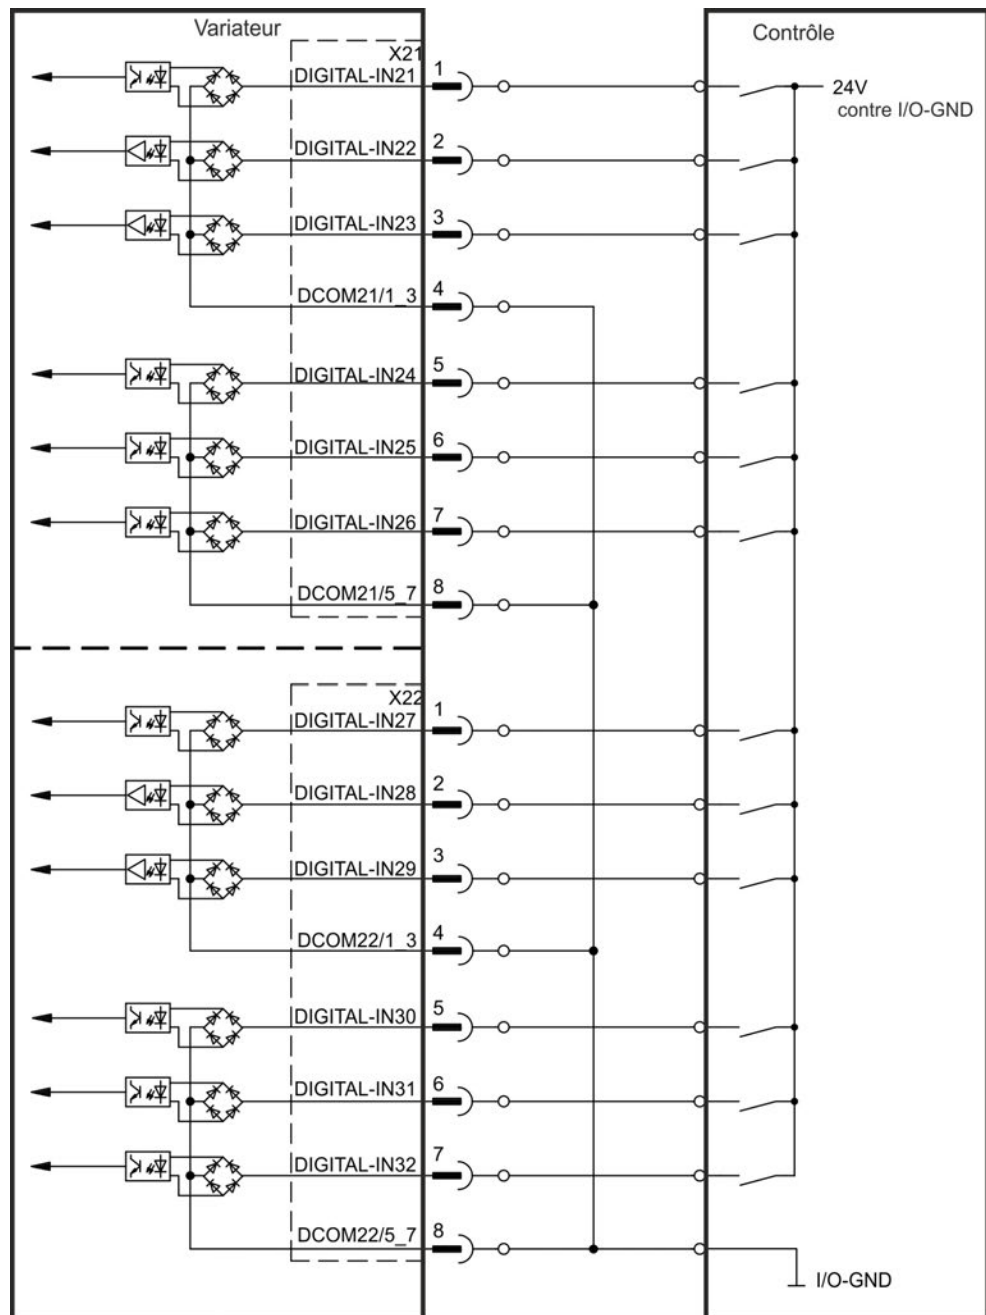 Variateur
Contrôle
X21
DIGITAL-IN21 1
24V
contre I/O-GND
DIGITAL-IN22 2
DIGITAL-IN23 3
DCOM21/1_3 4
DIGITAL-IN24 5
DIGITAL-IN25 6
DIGITAL-IN26 7
DCOM21/5_7 8
X22
DIGITAL-IN27 1
DIGITAL-IN28 2
DIGITAL-IN29 3
DCOM22/1_3 4
DIGITAL-IN30 5
DIGITAL-IN31 6
DIGITAL-IN32 7
DCOM22/5_7 8
I/O-GND